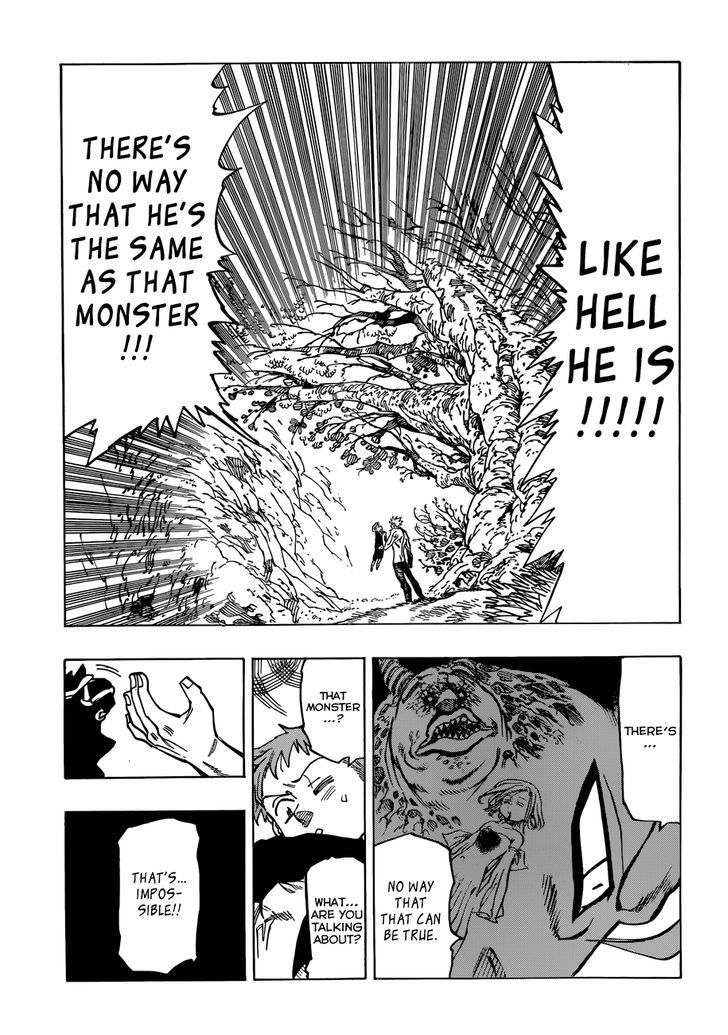 LIKE
HELL
HE IS
!!!!!
THERE'S
NO WAY
THAT HE'S
THE SAME
AS THAT
MONSTER
!!!
THERE'S
...
NO WAY
THAT
THAT CAN
BE TRUE.
THAT
MONSTER
...?
WHAT...
ARE YOU
TALKING
ABOUT?
THAT'S...
IMPOS-
SIBLE!!